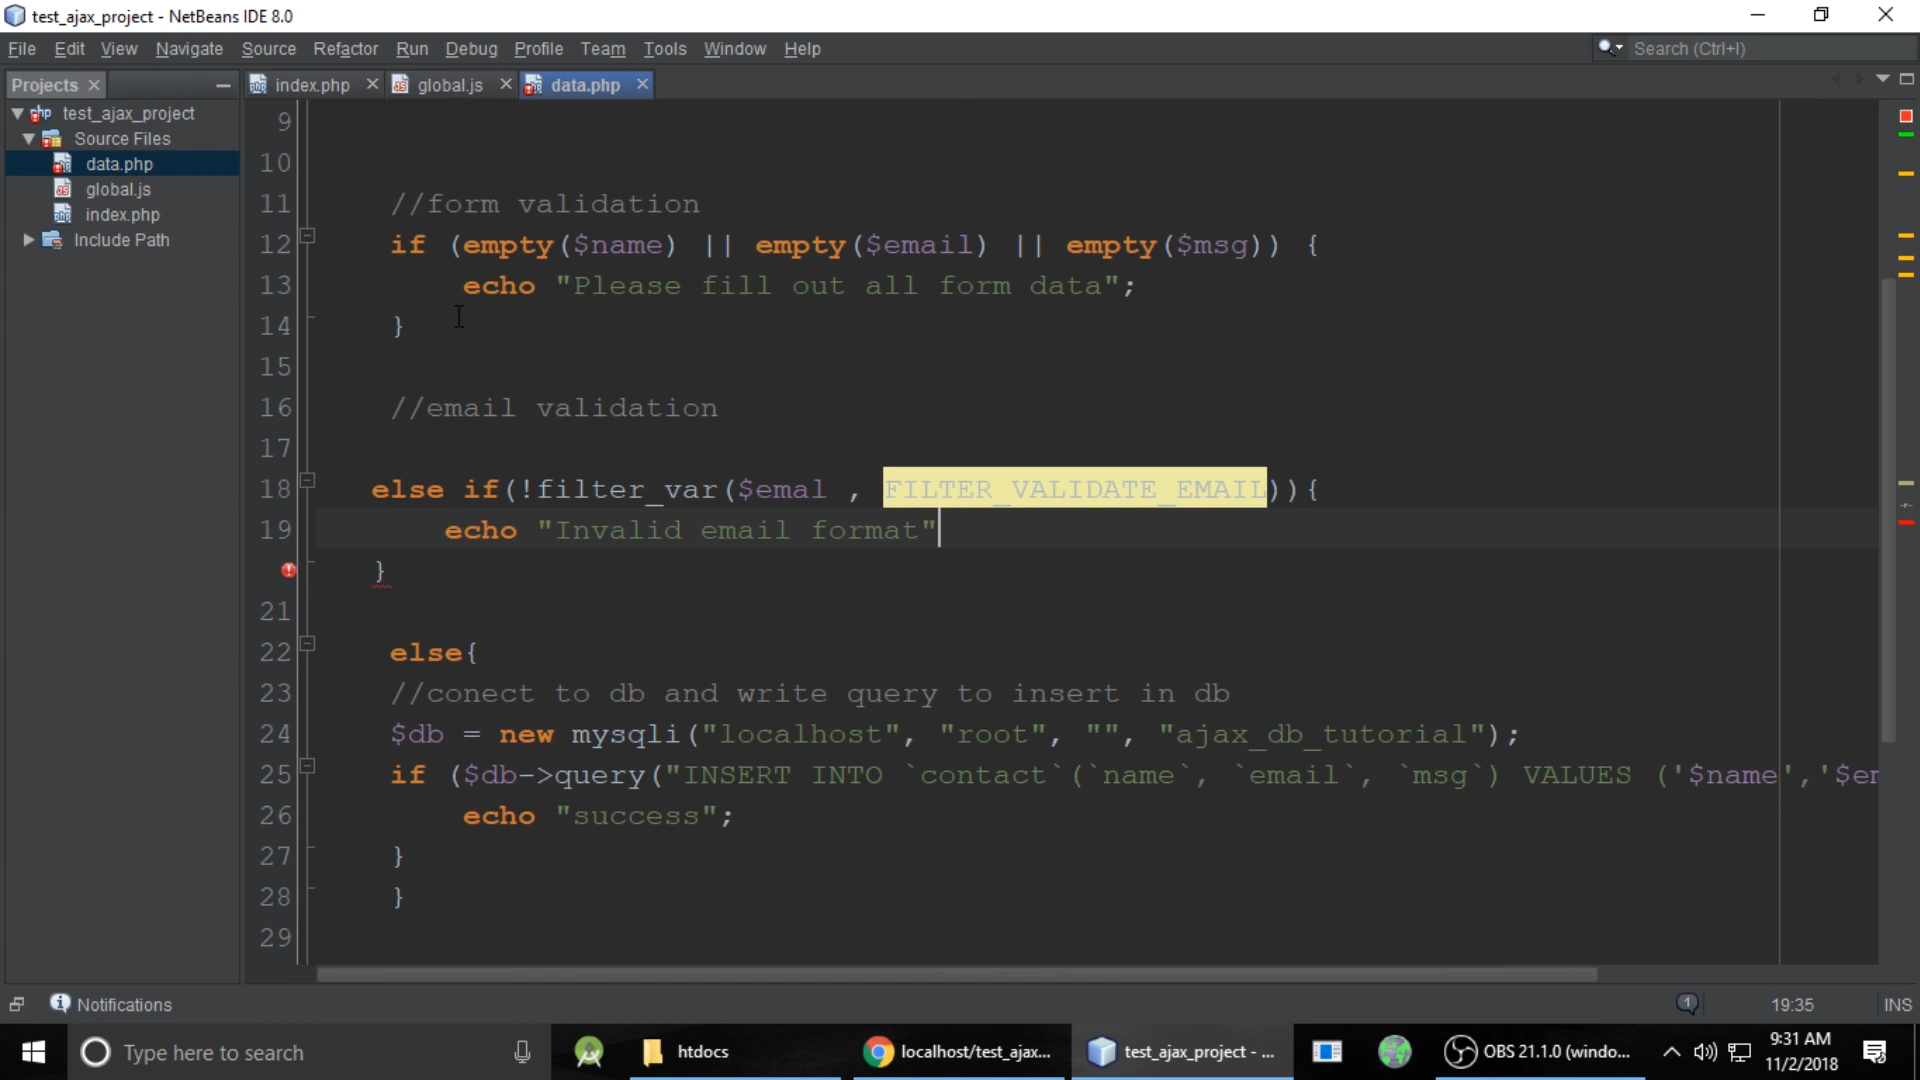 test_ajax_project - NetBeans IDE 8.0
File Edit View Navigate Source Refactor Run Debug Profile Team Tools Window Help
Search (Ctrl+I)
Projects
index.php global.js data.php
test_ajax_project
Source Files
data.php
global.js
index.php
Include Path
9
10
11 //form validation
12 if (empty($name) || empty($email) || empty($msg)) {
13 echo "Please fill out all form data";
14 }
15
16 //email validation
17
18 else if(!filter_var($emal , FILTER_VALIDATE_EMAIL)){
19 echo "Invalid email format"
}
21
22 else{
23 //conect to db and write query to insert in db
24 $db = new mysqli("localhost", "root", "", "ajax_db_tutorial");
25 if ($db->query("INSERT INTO `contact`(`name`, `email`, `msg`) VALUES ('$name','$em
26 echo "success";
27 }
28 }
29
Notifications
1
19:35
INS
Type here to search
htdocs
localhost/test_ajax...
test_ajax_project - ...
OBS 21.1.0 (windo...
9:31 AM
11/2/2018